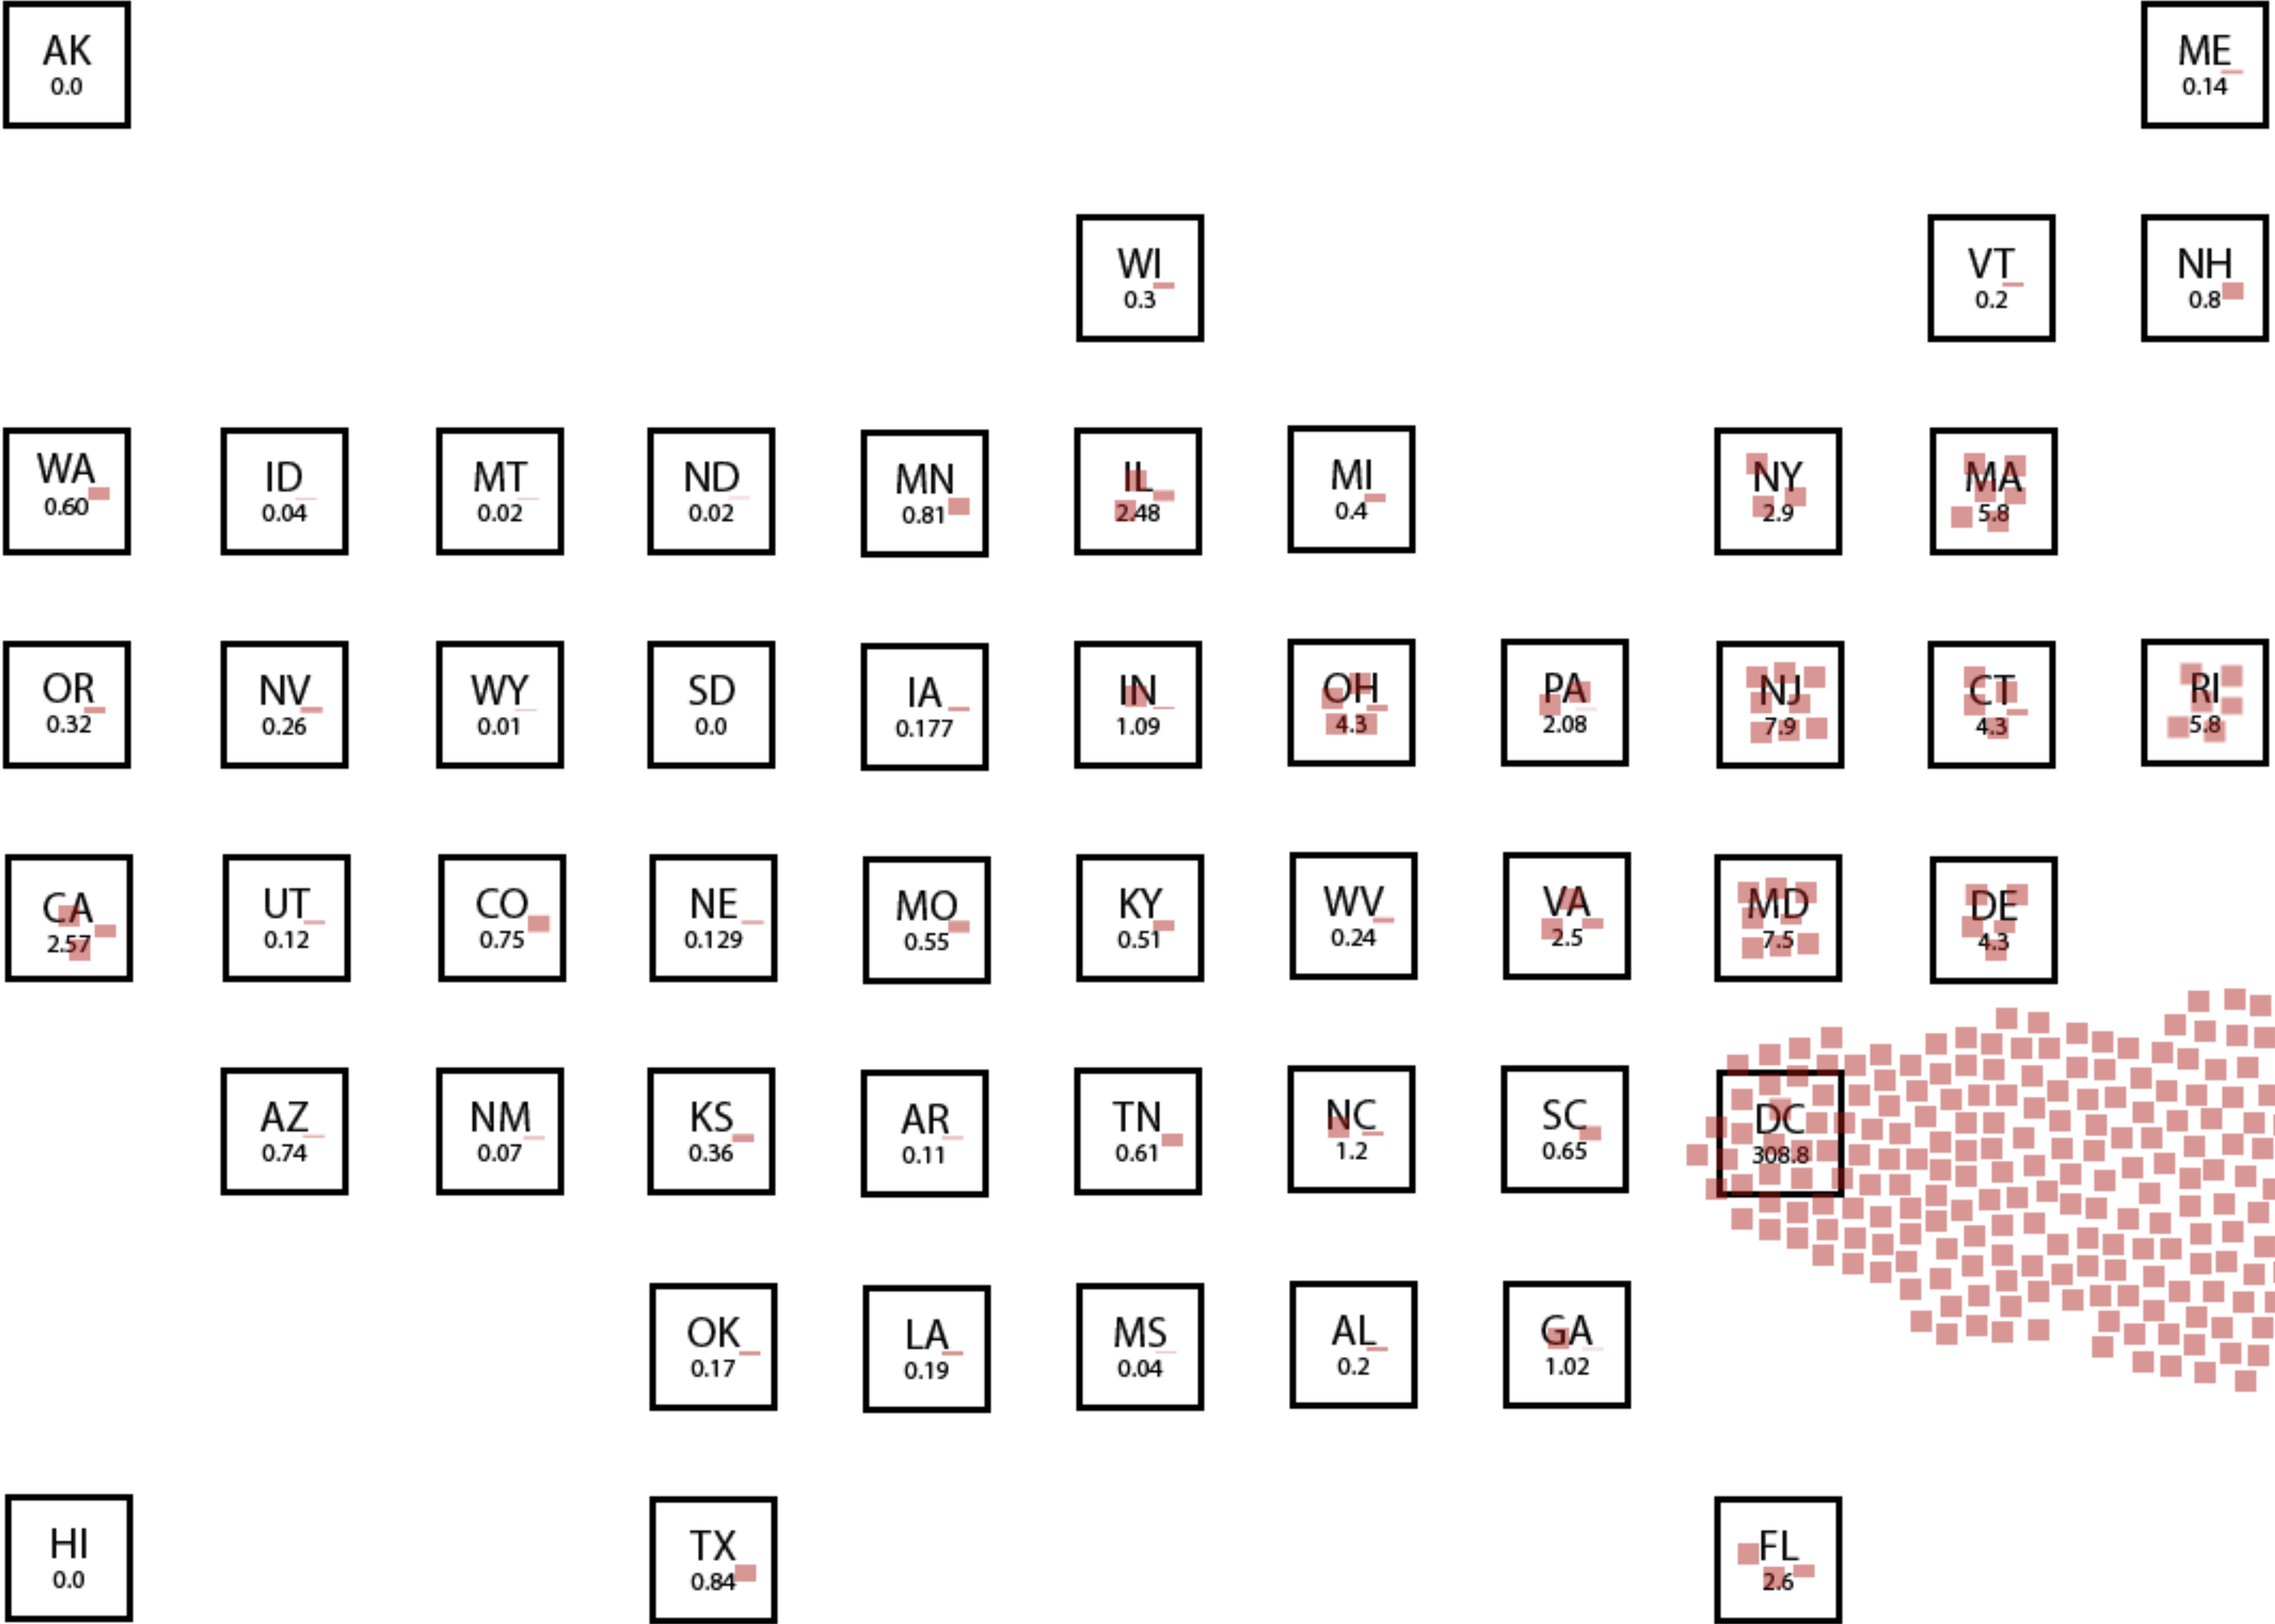 AK
0.0
ME
0.14
WI
0.3
VT
0.2
NH
0.8
WA
0.60
ID
0.04
MT
0.02
ND
0.02
MN
0.81
IL
2.48
MI
0.4
NY
2.9
MA
5.8
OR
0.32
NV
0.26
WY
0.01
SD
0.0
IA
0.177
IN
1.09
OH
4.3
PA
2.08
NJ
7.9
CT
4.3
RI
5.8
CA
2.57
UT
0.12
CO
0.75
NE
0.129
MO
0.55
KY
0.51
WV
0.24
VA
2.5
MD
7.5
DE
4.3
AZ
0.74
NM
0.07
KS
0.36
AR
0.11
TN
0.61
NC
1.2
SC
0.65
DC
308.8
OK
0.17
LA
0.19
MS
0.04
AL
0.2
GA
1.02
HI
0.0
TX
0.84
FL
2.6